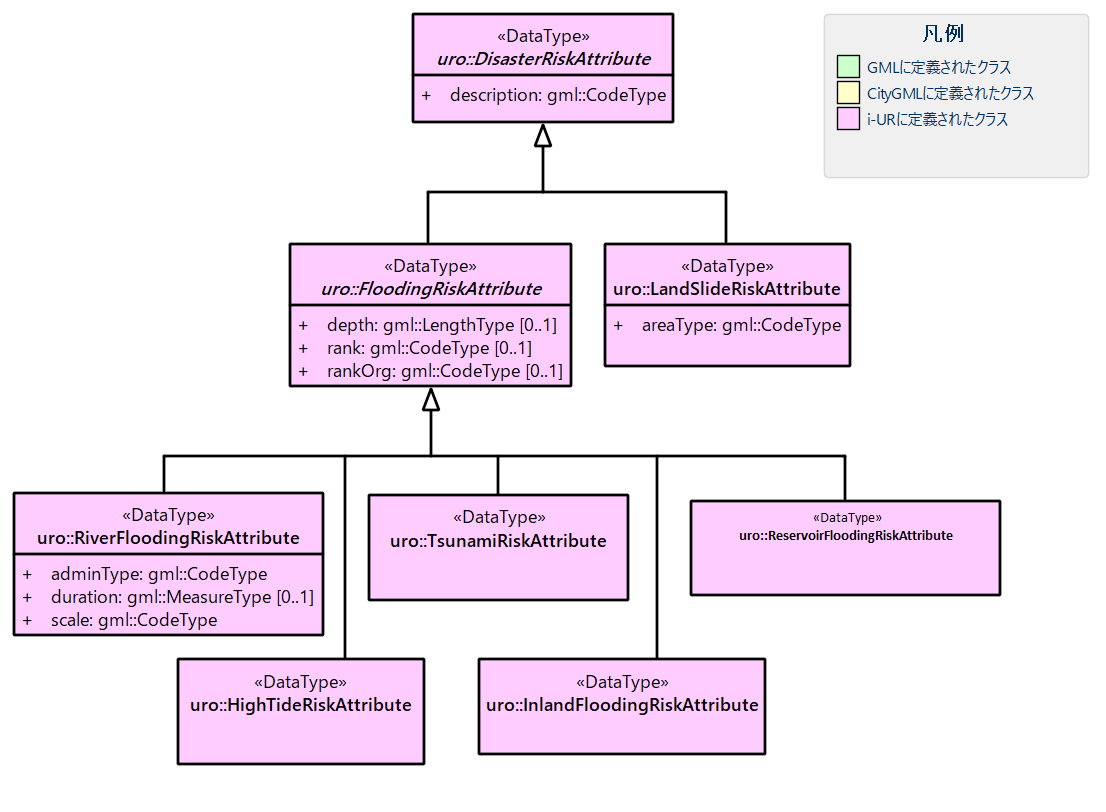 «DataType»
uro::DisasterRiskAttribute
+ description: gml::CodeType
凡例
GMLに定義されたクラス
CityGMLに定義されたクラス
i-URに定義されたクラス
«DataType»
uro::FloodingRiskAttribute
+ depth: gml::LengthType [0..1]
+ rank: gml::CodeType [0..1]
+ rankOrg: gml::CodeType [0..1]
«DataType»
uro::LandSlideRiskAttribute
+ areaType: gml::CodeType
«DataType»
uro::RiverFloodingRiskAttribute
+ adminType: gml::CodeType
+ duration: gml::MeasureType [0..1]
+ scale: gml::CodeType
«DataType»
uro::TsunamiRiskAttribute
«DataType»
uro::ReservoirFloodingRiskAttribute
«DataType»
uro::HighTideRiskAttribute
«DataType»
uro::InlandFloodingRiskAttribute